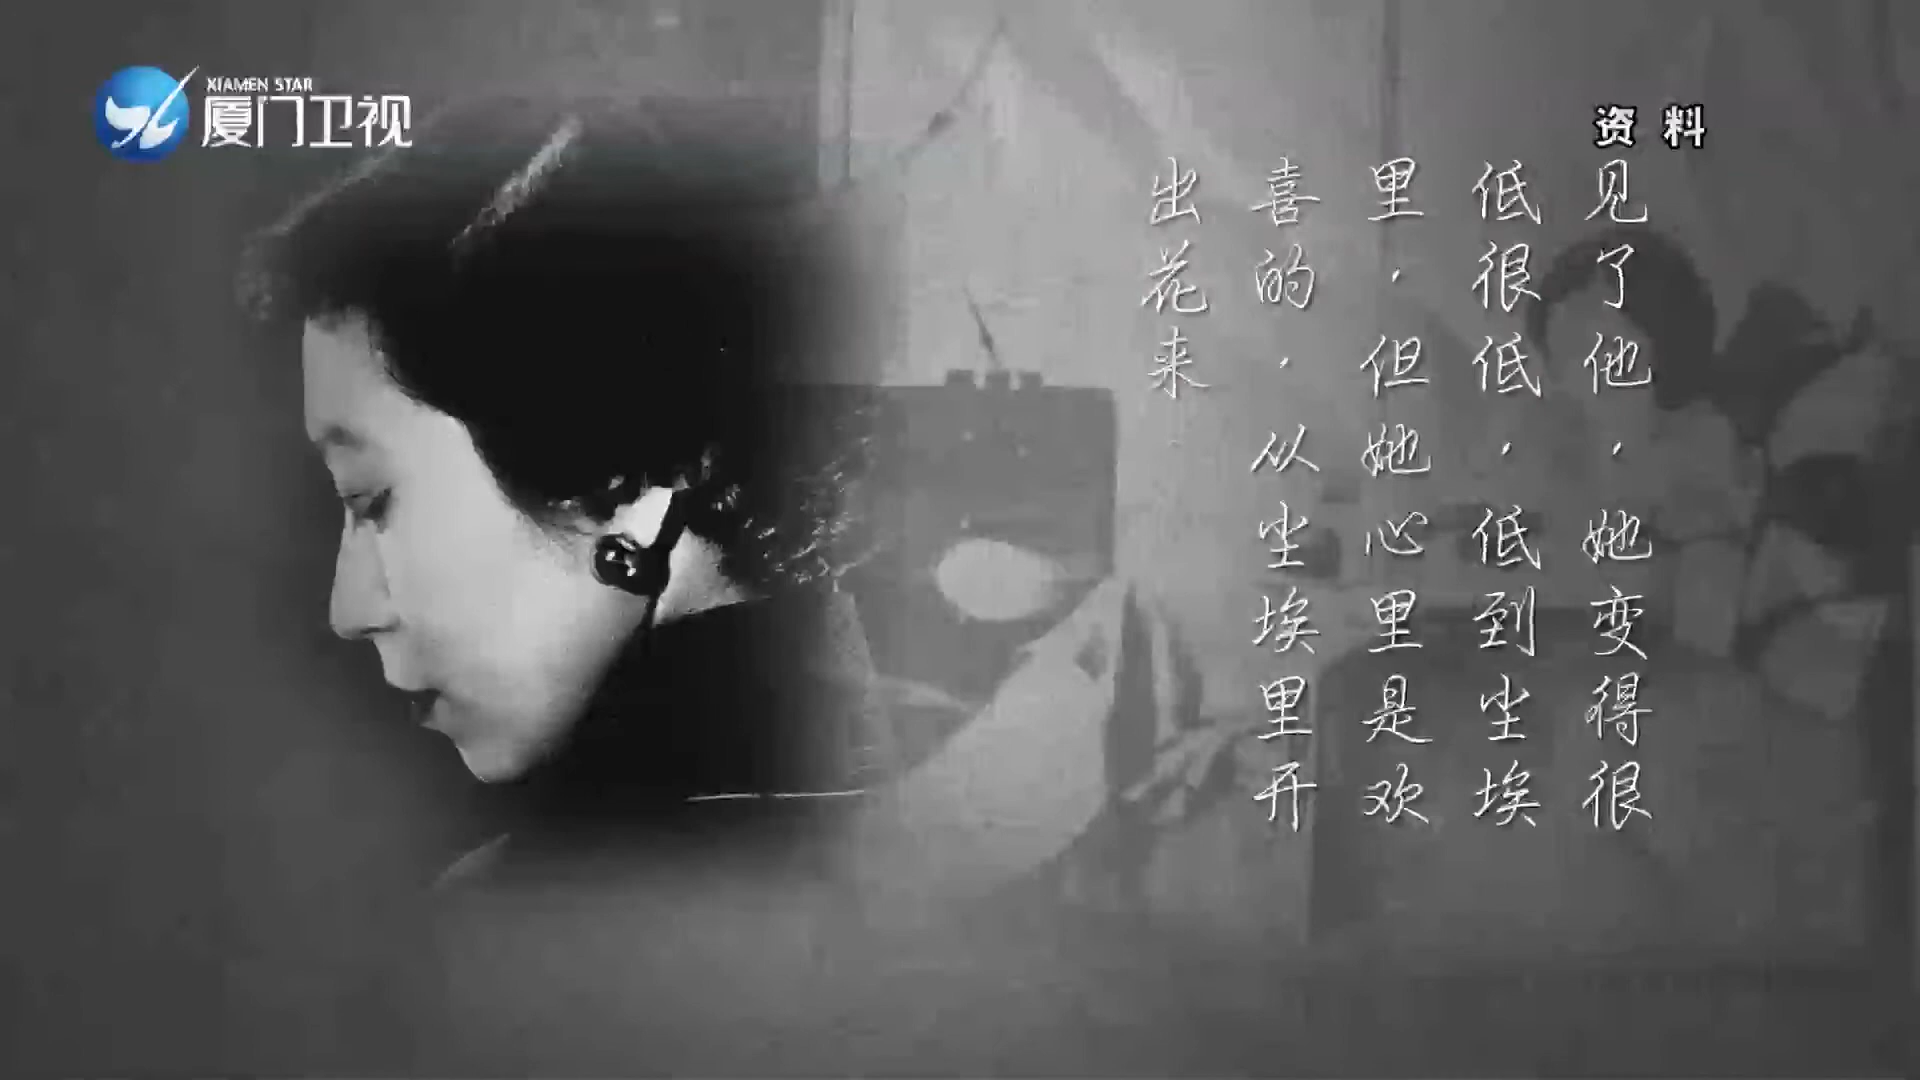 XIAMEN STAR
厦门卫视
资料
见了他，她变得很
低很低，低到尘埃
里，但她心里是欢
喜的，从尘埃里开
出花来